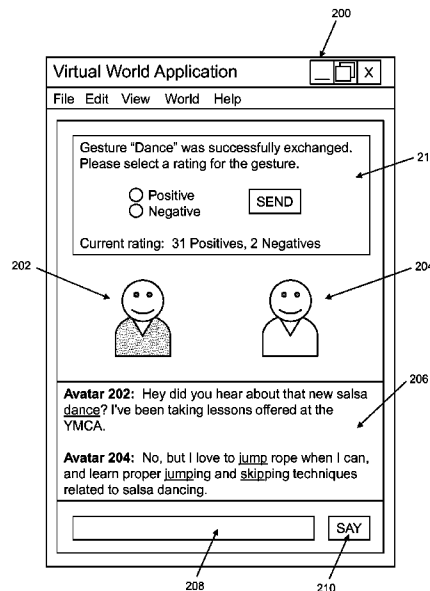 200
Virtual World Application
X
File Edit View World Help
Gesture "Dance" was successfully exchanged.
Please select a rating for the gesture.
21
Positive
Negative
SEND
Current rating: 31 Positives, 2 Negatives
202
204
206
Avatar 202: Hey did you hear about that new salsa
dance? I've been taking lessons offered at the
YMCA.
Avatar 204: No, but I love to jump rope when I can,
and learn proper jumping and skipping techniques
related to salsa dancing.
SAY
208
210